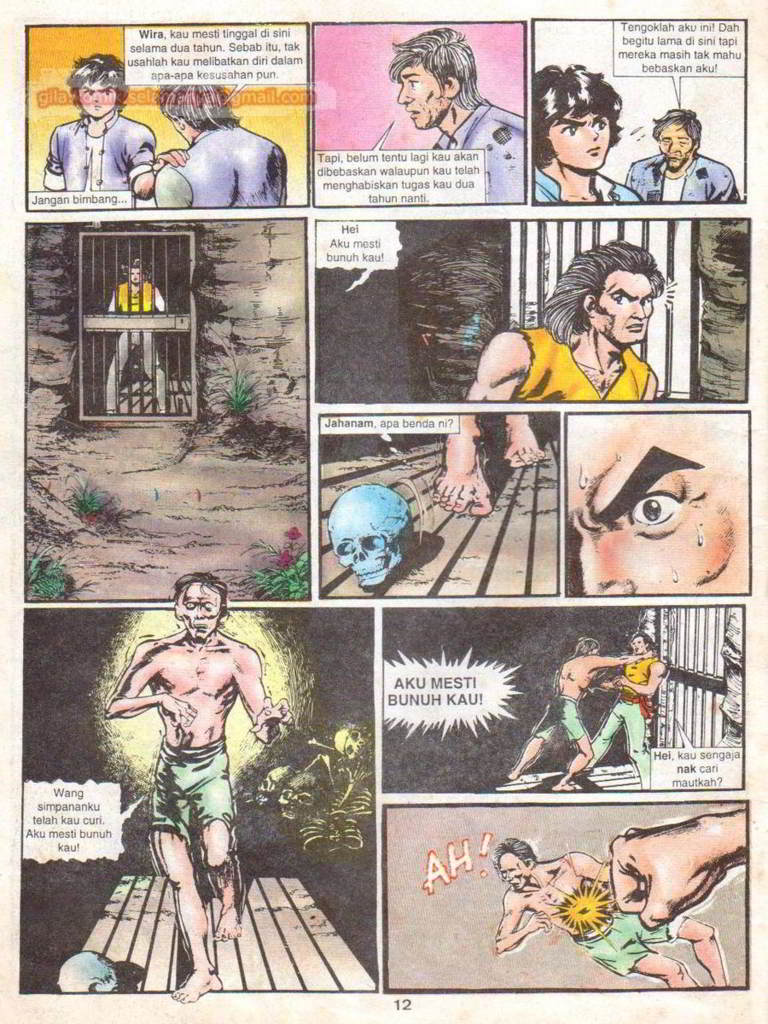 Wira, kau mesti tinggal di sini
selama dua tahun. Sebab itu, tak
usahlah kau melibatkan diri dalam
apa-apa kesusahan pun.
Jangan bimbang...
Tapi, belum tentu lagi kau akan
dibebaskan walaupun kau telah
menghabiskan tugas kau dua
tahun nanti.
Tengoklah aku ini! Dah
begitu lama di sini tapi
mereka masih tak mahu
bebaskan aku!
Hei
Aku mesti
bunuh kau!
Jahanam, apa benda ni?
Wang
simpananku
telah kau curi.
Aku mesti bunuh
kau!
AKU MESTI
BUNUH KAU!
Hei, kau sengaja
nak cari
mautkah?
AH!
12